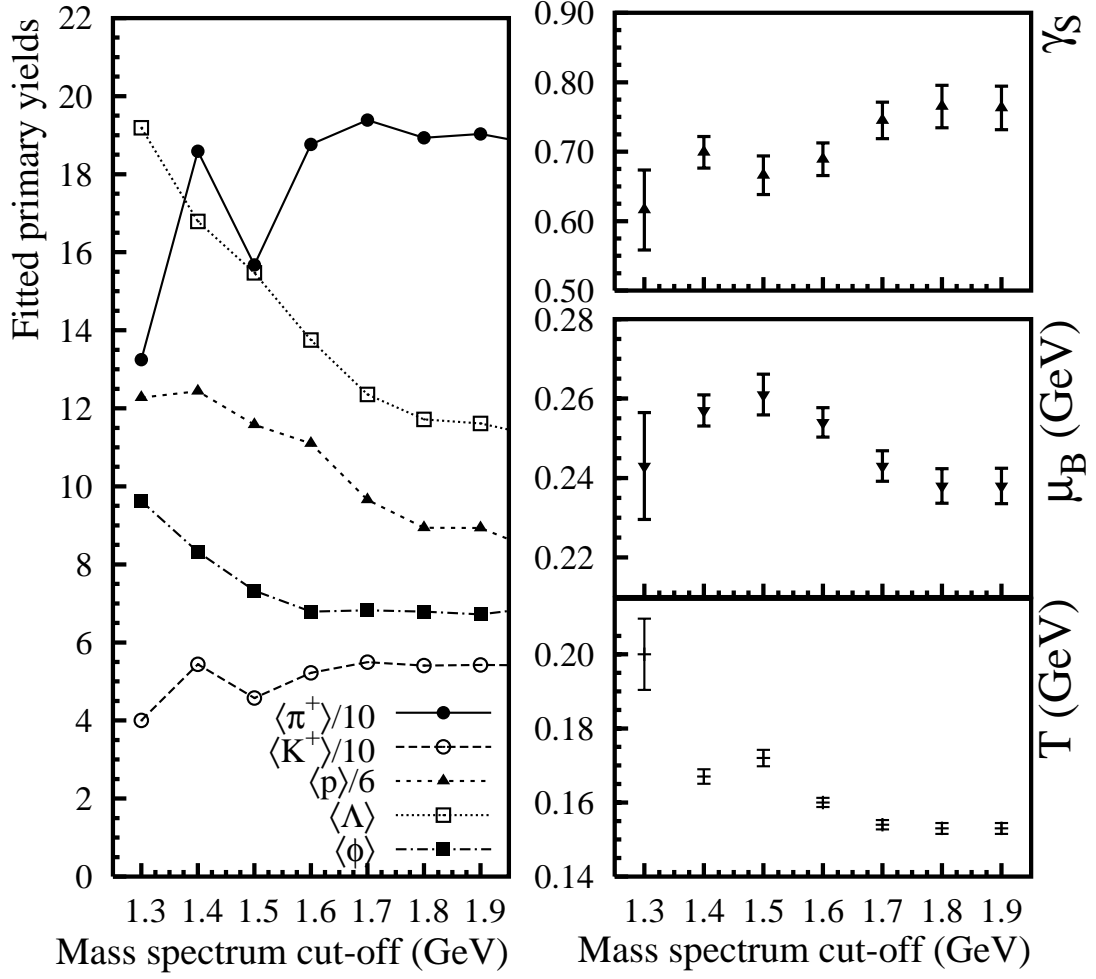 Fitted primary yields
22
20
18
16
14
12
10
8
6
4
2
0
⟨π⁺⟩/10
⟨K⁺⟩/10
⟨p⟩/6
⟨Λ⟩
⟨ϕ⟩
1.3 1.4 1.5 1.6 1.7 1.8 1.9
Mass spectrum cut-off (GeV)
0.90
0.70
0.60
0.50
γS
0.28
0.26
0.24
0.22
μB (GeV)
0.20
0.18
0.16
0.14
T (GeV)
1.3 1.4 1.5 1.6 1.7 1.8 1.9
Mass spectrum cut-off (GeV)